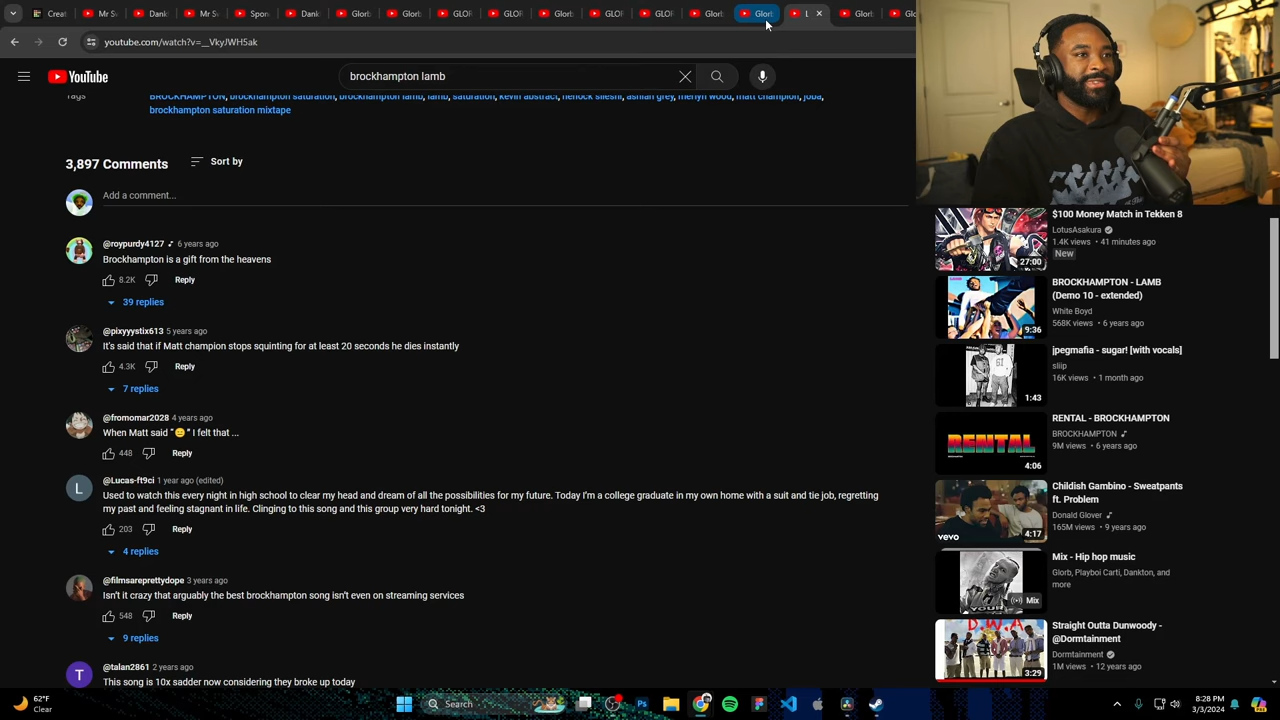 Creat
Mr S
Dank
Mr S
Spon
Dank
Glorb
Glorb
GLOR
GLOR
Glorb
GLOR
GLOR
Glorb
Glorb
L
Glorb
youtube.com/watch?v=__VkyJWH5ak
YouTube
brockhampton lamb
Tags
BROCKHAMPTON, brockhampton saturation, brockhampton lamb, lamb, saturation, kevin abstract, henock sileshi, ashlan grey, merlyn wood, matt champion, joba,
brockhampton saturation mixtape
3,897 Comments
Sort by
Add a comment...
@roypurdy4127 6 years ago
Brockhampton is a gift from the heavens
8.2K Reply
39 replies
@pixyystix613 5 years ago
It's said that if Matt champion stops squinting for at least 20 seconds he dies instantly
4.3K Reply
7 replies
@fromomar2028 4 years ago
When Matt said “😐” I felt that ...
448 Reply
@Lucas-ft9ci 1 year ago (edited)
Used to watch this every night in high school to clear my head and dream of all the possibilities for my future. Today I'm a college graduate in my own home with a suit and tie job, regretting
my past and feeling stagnant in life. Clinging to this song and this group very hard tonight. <3
203 Reply
4 replies
@filmsareprettydope 3 years ago
Isn't it crazy that arguably the best brockhampton song isn't even on streaming services
548 Reply
9 replies
@talan2861 2 years ago
T
This song is 10x sadder now considering they broke up today
$100 Money Match in Tekken 8
LotusAsakura
1.4K views • 41 minutes ago
New
27:00
BROCKHAMPTON - LAMB
(Demo 10 - extended)
White Boyd
568K views • 6 years ago
9:36
jpegmafia - sugar! [with vocals]
sliip
16K views • 1 month ago
1:43
RENTAL - BROCKHAMPTON
BROCKHAMPTON
9M views • 6 years ago
RENTAL
4:06
Childish Gambino - Sweatpants
ft. Problem
Donald Glover
165M views • 9 years ago
vevo
4:17
Mix - Hip hop music
Glorb, Playboi Carti, Dankton, and
more
Mix
YOUR
Straight Outta Dunwoody -
@Dormtainment
Dormtainment
1M views • 12 years ago
D.W.A
3:29
62°F
Clear
Search
8:28 PM
3/3/2024